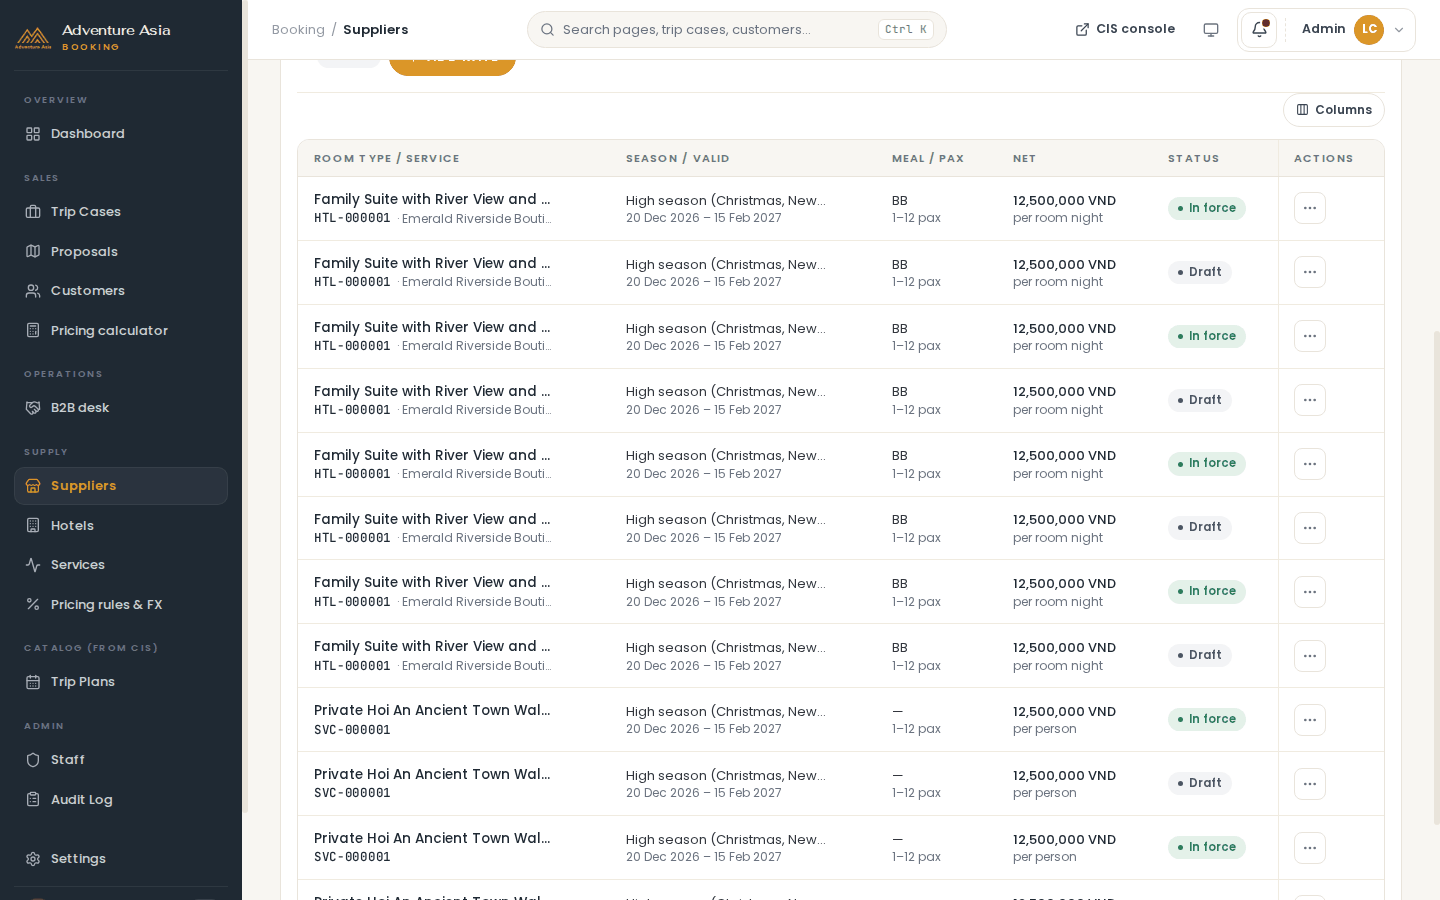 Adventure Asia
BOOKING
Adventure Asia
Booking / Suppliers
Search pages, trip cases, customers...
Ctrl K
CIS console
Admin
LC
OVERVIEW
Dashboard
SALES
Trip Cases
Proposals
Customers
Pricing calculator
OPERATIONS
B2B desk
SUPPLY
Suppliers
Hotels
Services
Pricing rules & FX
CATALOG (FROM CIS)
Trip Plans
ADMIN
Staff
Audit Log
Settings
Columns
ROOM TYPE / SERVICE SEASON / VALID MEAL / PAX NET STATUS ACTIONS
Family Suite with River View and ... High season (Christmas, New... BB 12,500,000 VND In force
HTL-000001 · Emerald Riverside Bouti... 20 Dec 2026 – 15 Feb 2027 1–12 pax per room night
Family Suite with River View and ... High season (Christmas, New... BB 12,500,000 VND Draft
HTL-000001 · Emerald Riverside Bouti... 20 Dec 2026 – 15 Feb 2027 1–12 pax per room night
Family Suite with River View and ... High season (Christmas, New... BB 12,500,000 VND In force
HTL-000001 · Emerald Riverside Bouti... 20 Dec 2026 – 15 Feb 2027 1–12 pax per room night
Family Suite with River View and ... High season (Christmas, New... BB 12,500,000 VND Draft
HTL-000001 · Emerald Riverside Bouti... 20 Dec 2026 – 15 Feb 2027 1–12 pax per room night
Family Suite with River View and ... High season (Christmas, New... BB 12,500,000 VND In force
HTL-000001 · Emerald Riverside Bouti... 20 Dec 2026 – 15 Feb 2027 1–12 pax per room night
Family Suite with River View and ... High season (Christmas, New... BB 12,500,000 VND Draft
HTL-000001 · Emerald Riverside Bouti... 20 Dec 2026 – 15 Feb 2027 1–12 pax per room night
Family Suite with River View and ... High season (Christmas, New... BB 12,500,000 VND In force
HTL-000001 · Emerald Riverside Bouti... 20 Dec 2026 – 15 Feb 2027 1–12 pax per room night
Family Suite with River View and ... High season (Christmas, New... BB 12,500,000 VND Draft
HTL-000001 · Emerald Riverside Bouti... 20 Dec 2026 – 15 Feb 2027 1–12 pax per room night
Private Hoi An Ancient Town Wal... High season (Christmas, New... — 12,500,000 VND In force
SVC-000001 20 Dec 2026 – 15 Feb 2027 1–12 pax per person
Private Hoi An Ancient Town Wal... High season (Christmas, New... — 12,500,000 VND Draft
SVC-000001 20 Dec 2026 – 15 Feb 2027 1–12 pax per person
Private Hoi An Ancient Town Wal... High season (Christmas, New... — 12,500,000 VND In force
SVC-000001 20 Dec 2026 – 15 Feb 2027 1–12 pax per person